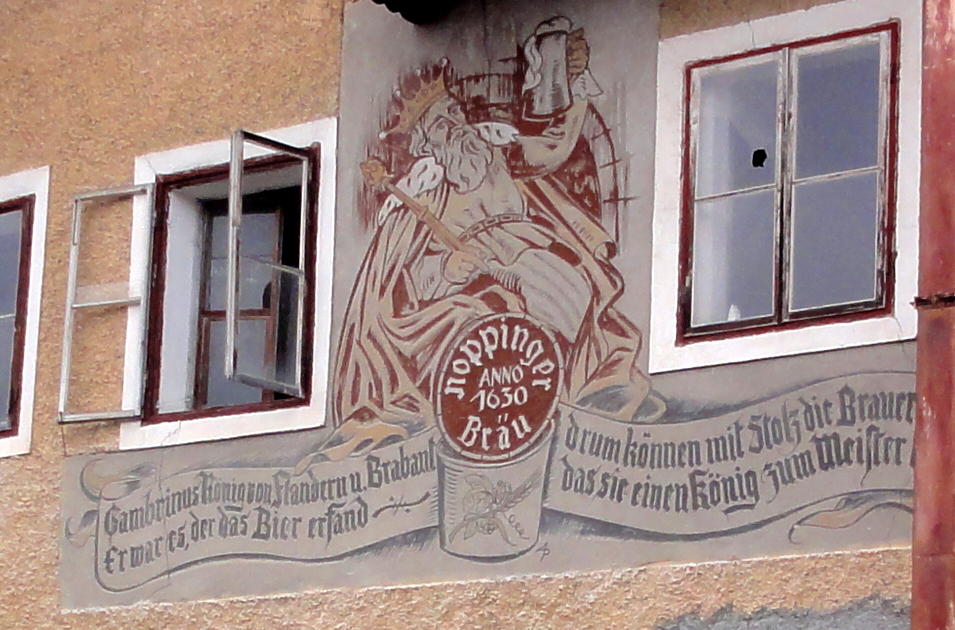 noppinger
ANNO
1630
Bräu
Gambrinus König von Flandern u. Brabant
Er war es, der das Bier erfand
drum können mit Stolz die Brauer
das sie einen König zum Meister